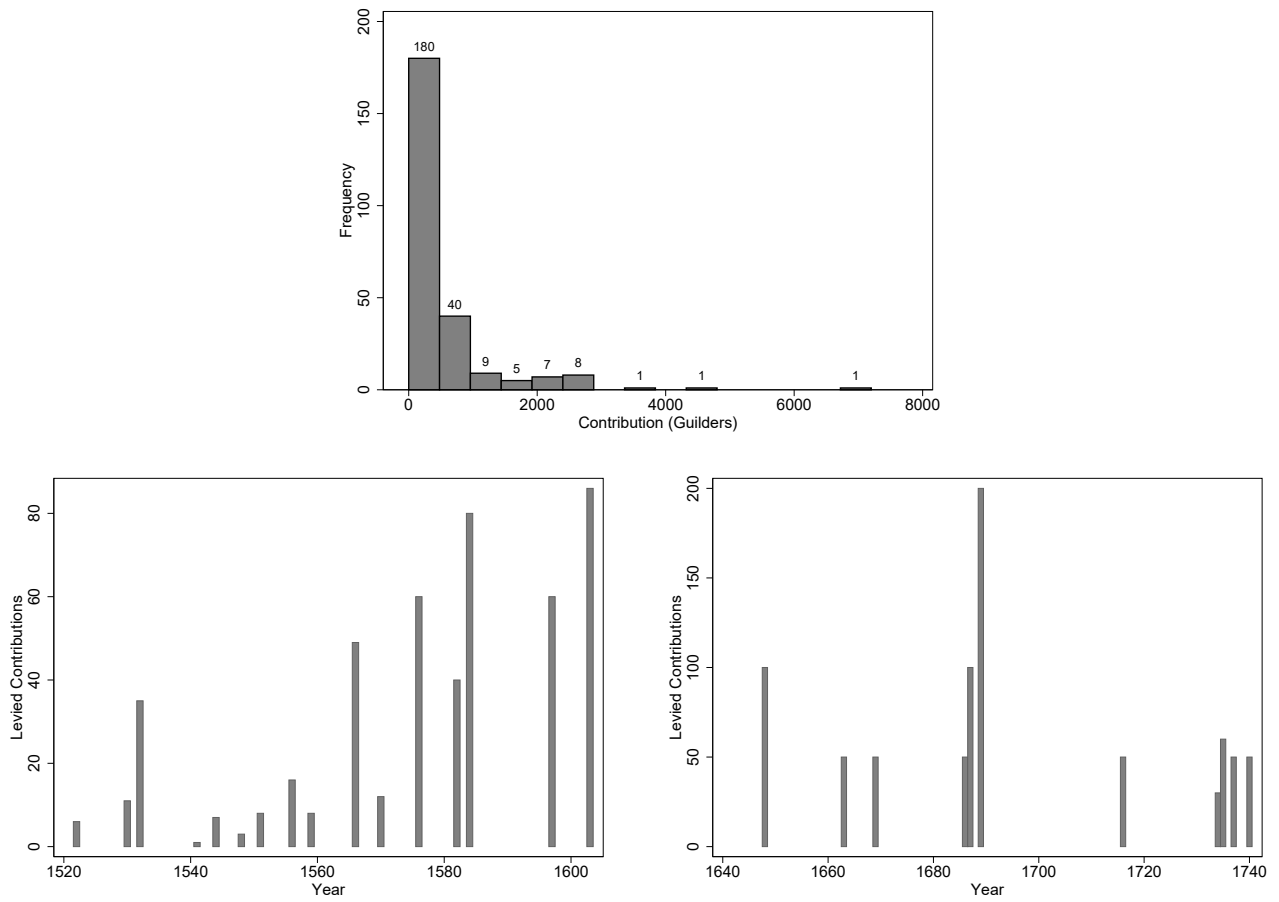 200
150
100
50
0
Frequency
180
40
9
5
7
8
1
1
1
0 2000 4000 6000 8000
Contribution (Guilders)
80
60
40
20
0
Levied Contributions
1520 1540 1560 1580 1600
Year
200
150
100
50
0
Levied Contributions
1640 1660 1680 1700 1720 1740
Year